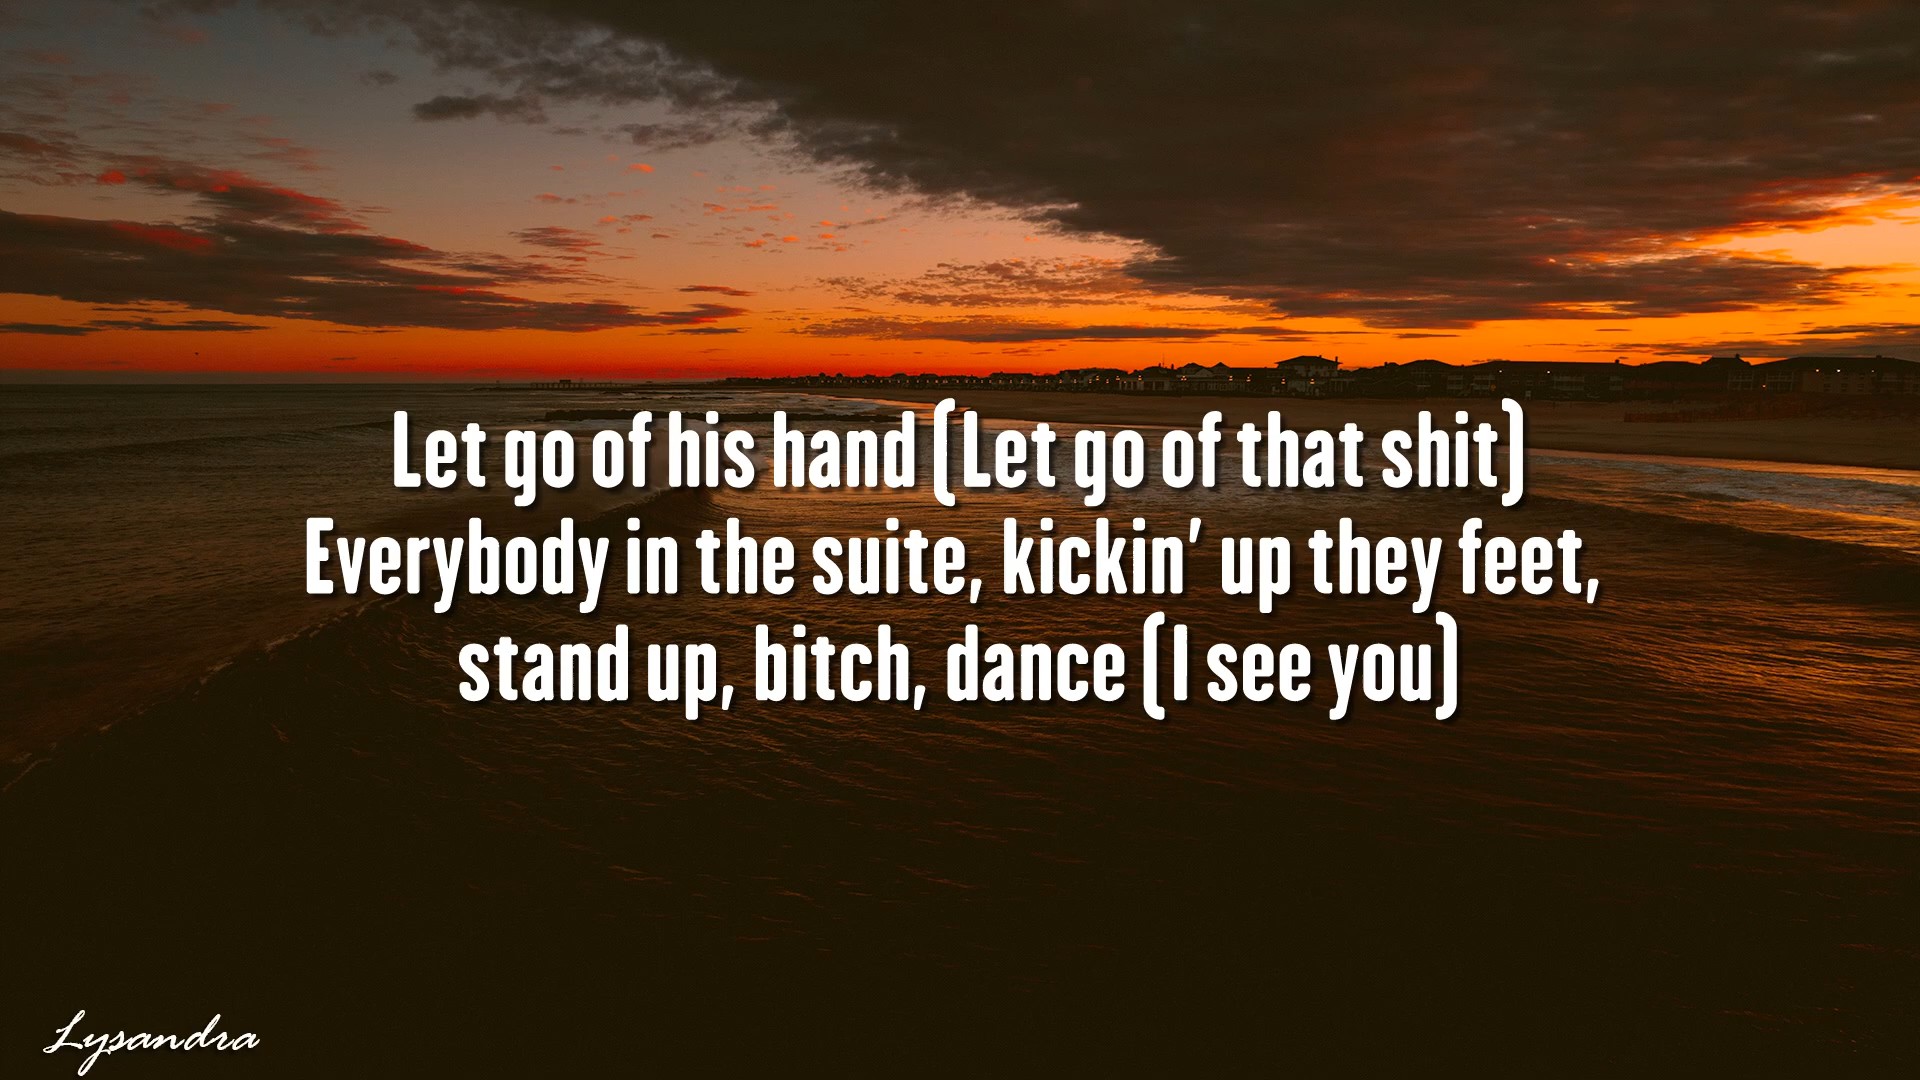 Let go of his hand (Let go of that shit)
Everybody in the suite, kickin’ up they feet,
stand up, bitch, dance (I see you)
Lysandra